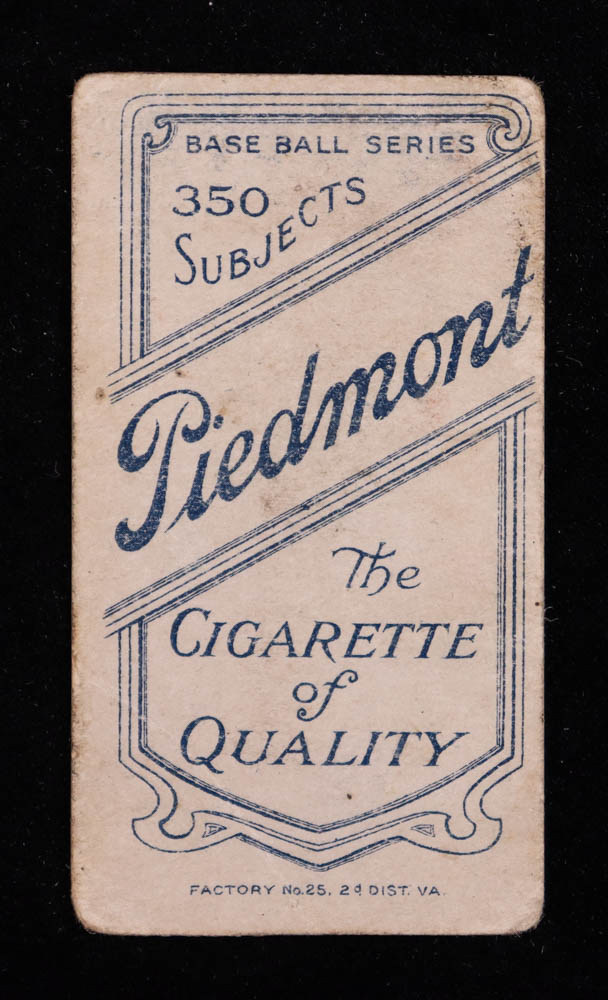 BASE BALL SERIES
350
SUBJECTS
Piedmont
The
CIGARETTE
of
QUALITY
FACTORY No. 25, 2d DIST. VA.